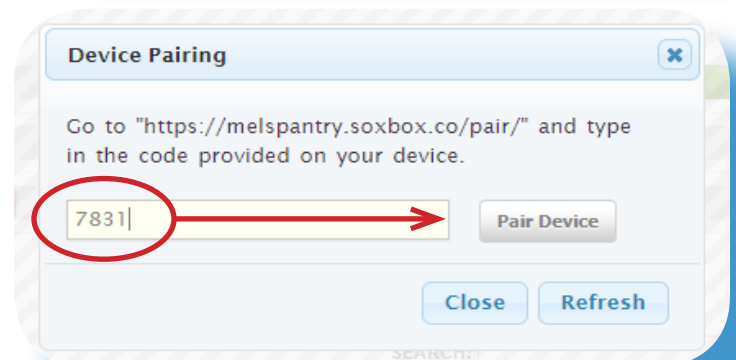 Device Pairing
Go to "https://melspantry.soxbox.co/pair/" and type
in the code provided on your device.
7831
Pair Device
Close
Refresh
SEARCH: